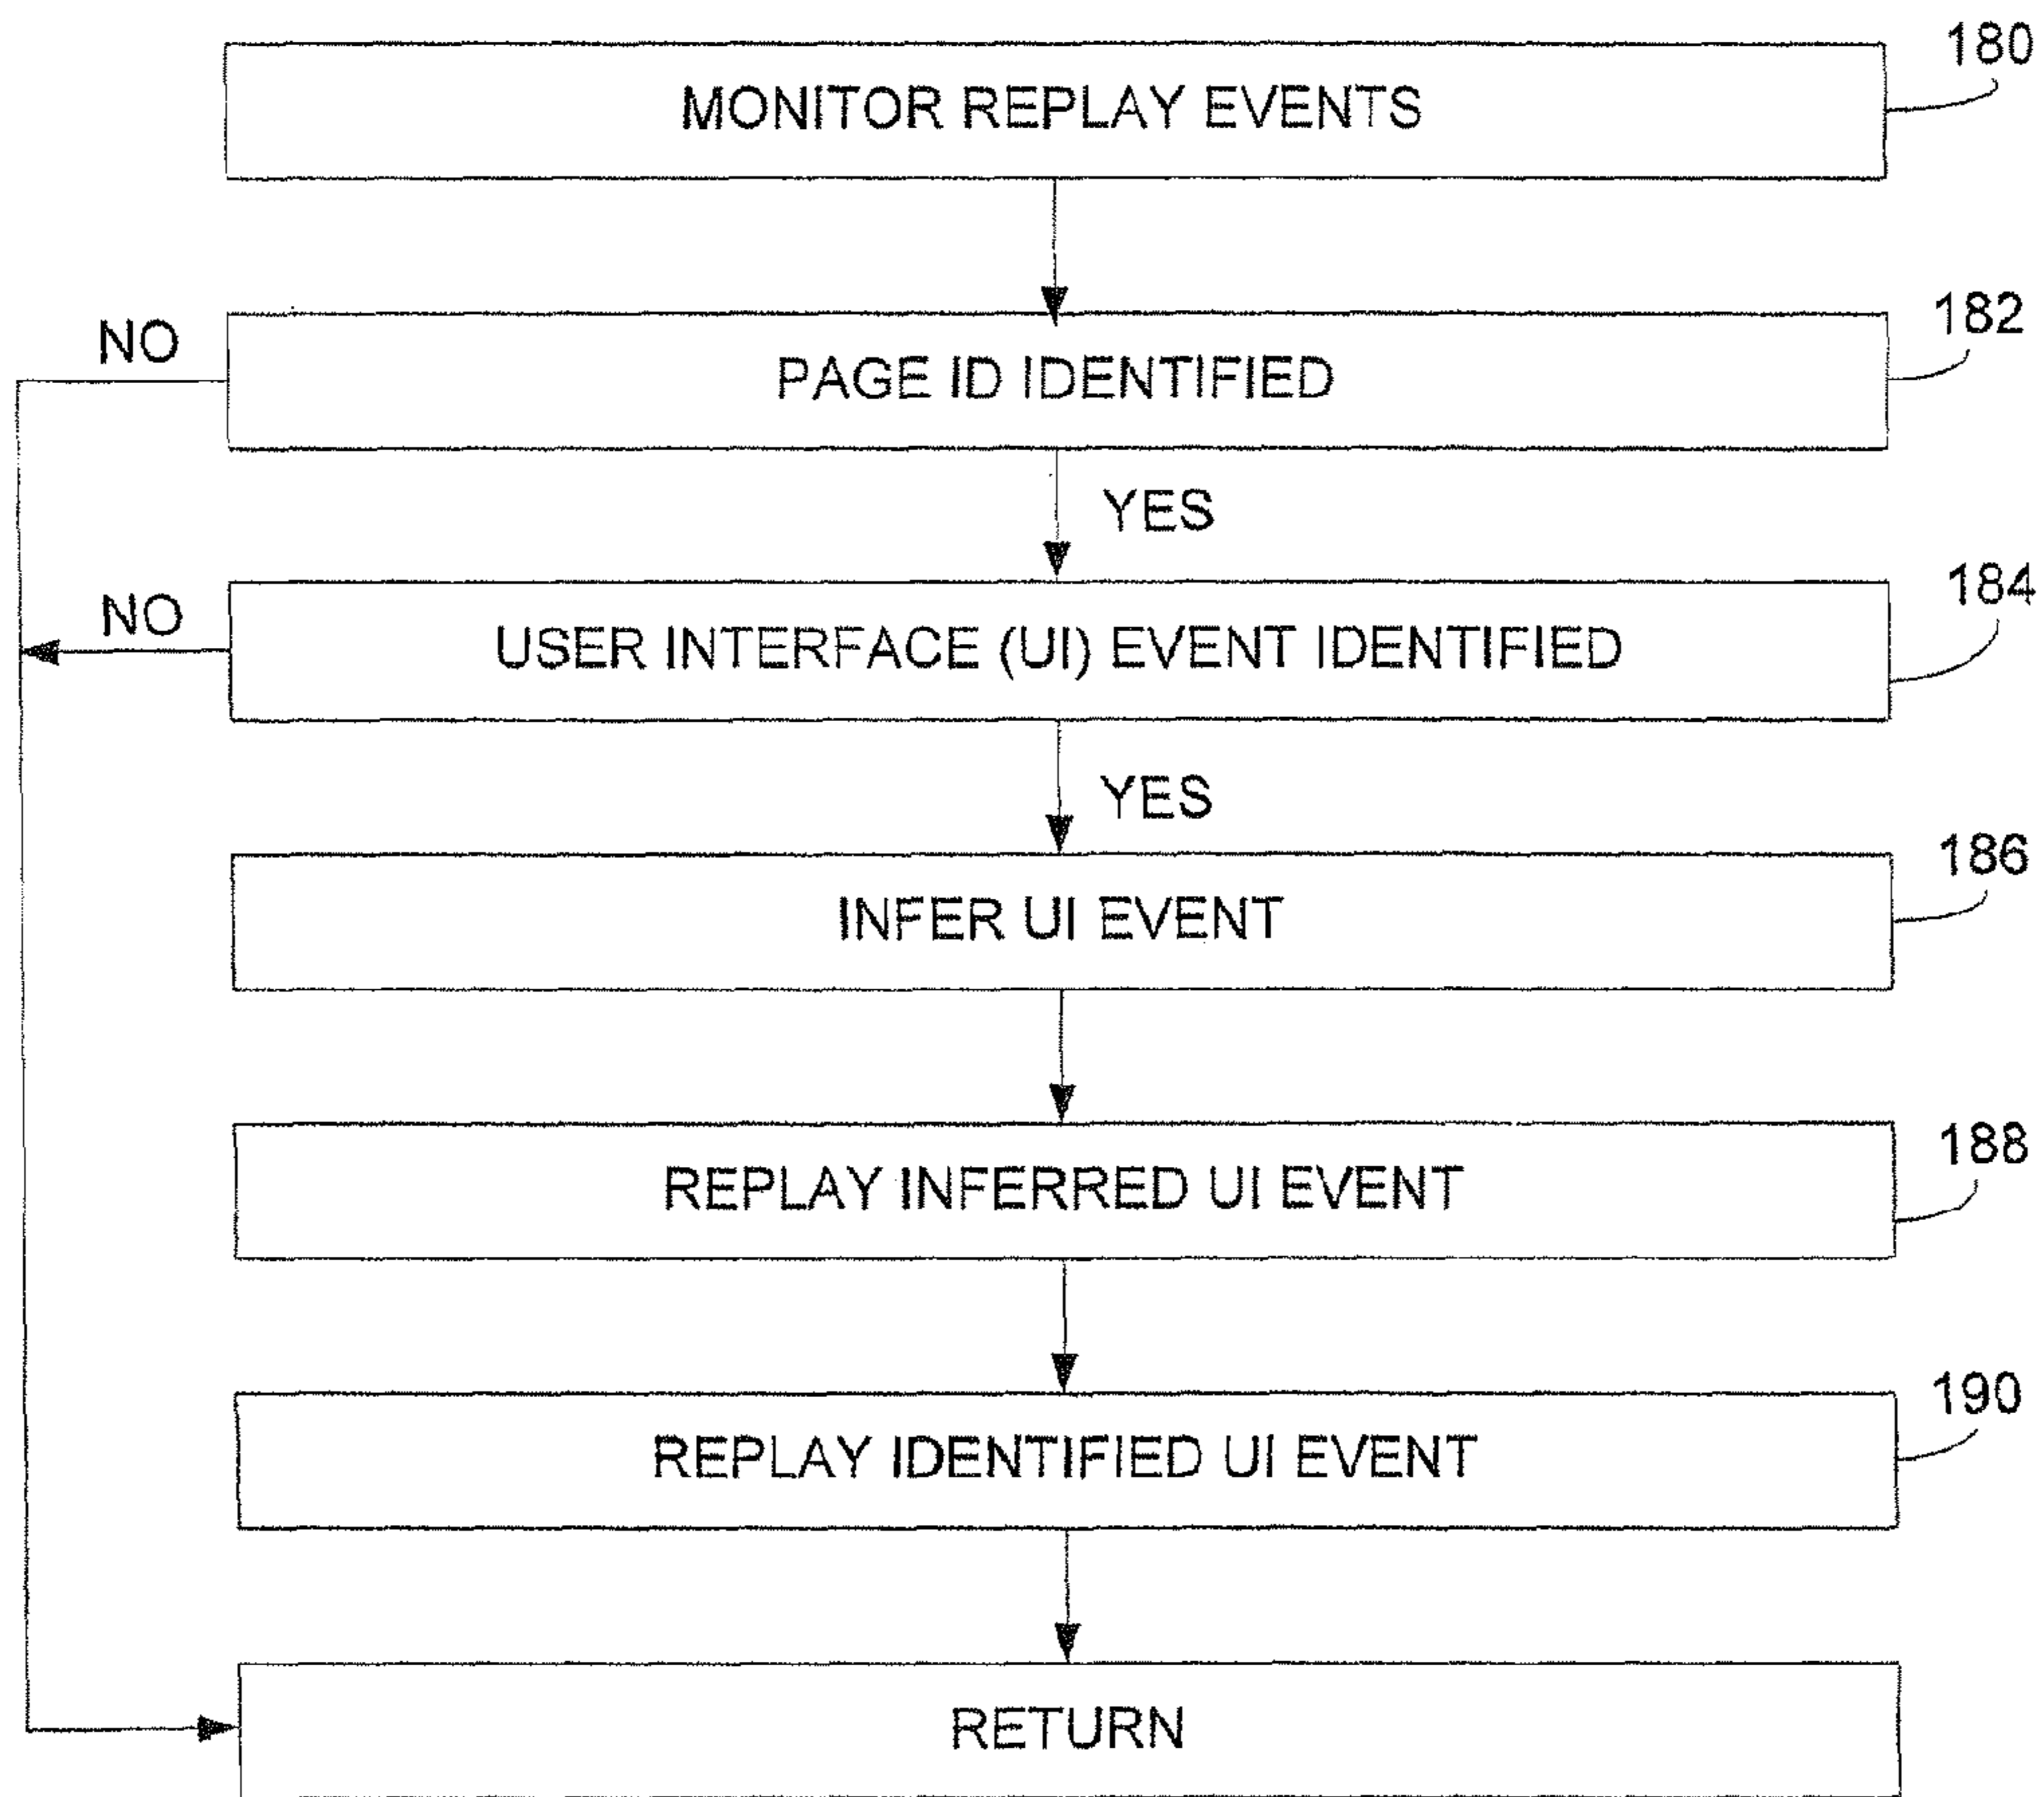 180
MONITOR REPLAY EVENTS
182
NO
PAGE ID IDENTIFIED
YES
184
NO
USER INTERFACE (UI) EVENT IDENTIFIED
YES
186
INFER UI EVENT
188
REPLAY INFERRED UI EVENT
190
REPLAY IDENTIFIED UI EVENT
RETURN